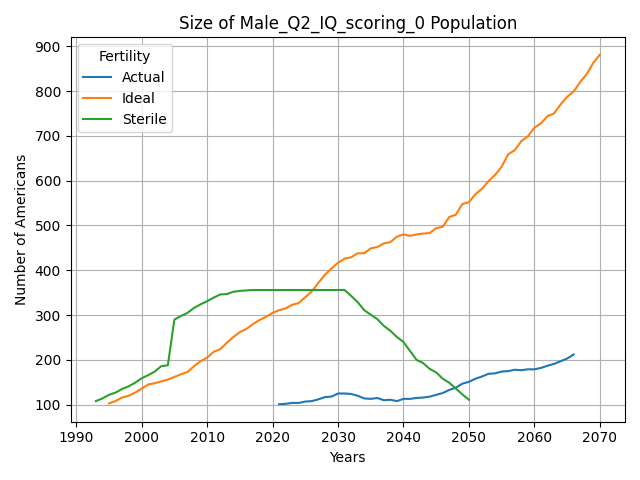 Size of Male_Q2_IQ_scoring_0 Population
Fertility
Actual
Ideal
Sterile
Number of Americans
900
800
700
600
500
400
300
200
100
1990 2000 2010 2020 2030 2040 2050 2060 2070
Years